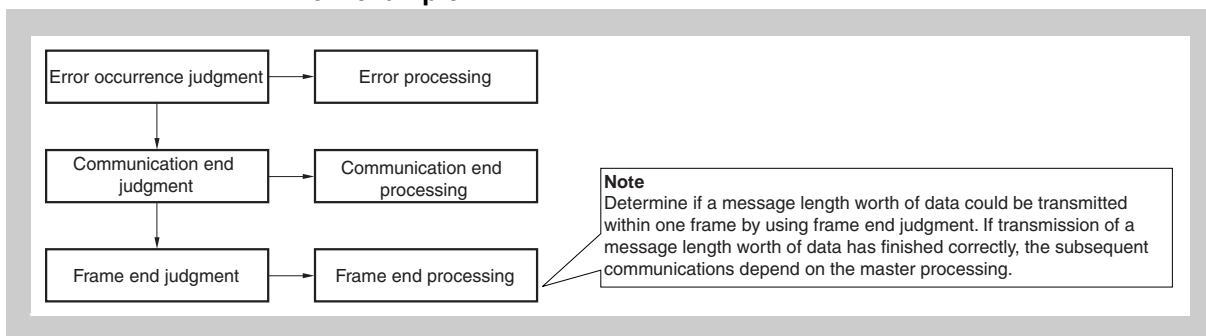 Error occurrence judgment
Error processing
Communication end
judgment
Communication end
processing
Note
Determine if a message length worth of data could be transmitted
within one frame by using frame end judgment. If transmission of a
message length worth of data has finished correctly, the subsequent
communications depend on the master processing.
Frame end judgment
Frame end processing